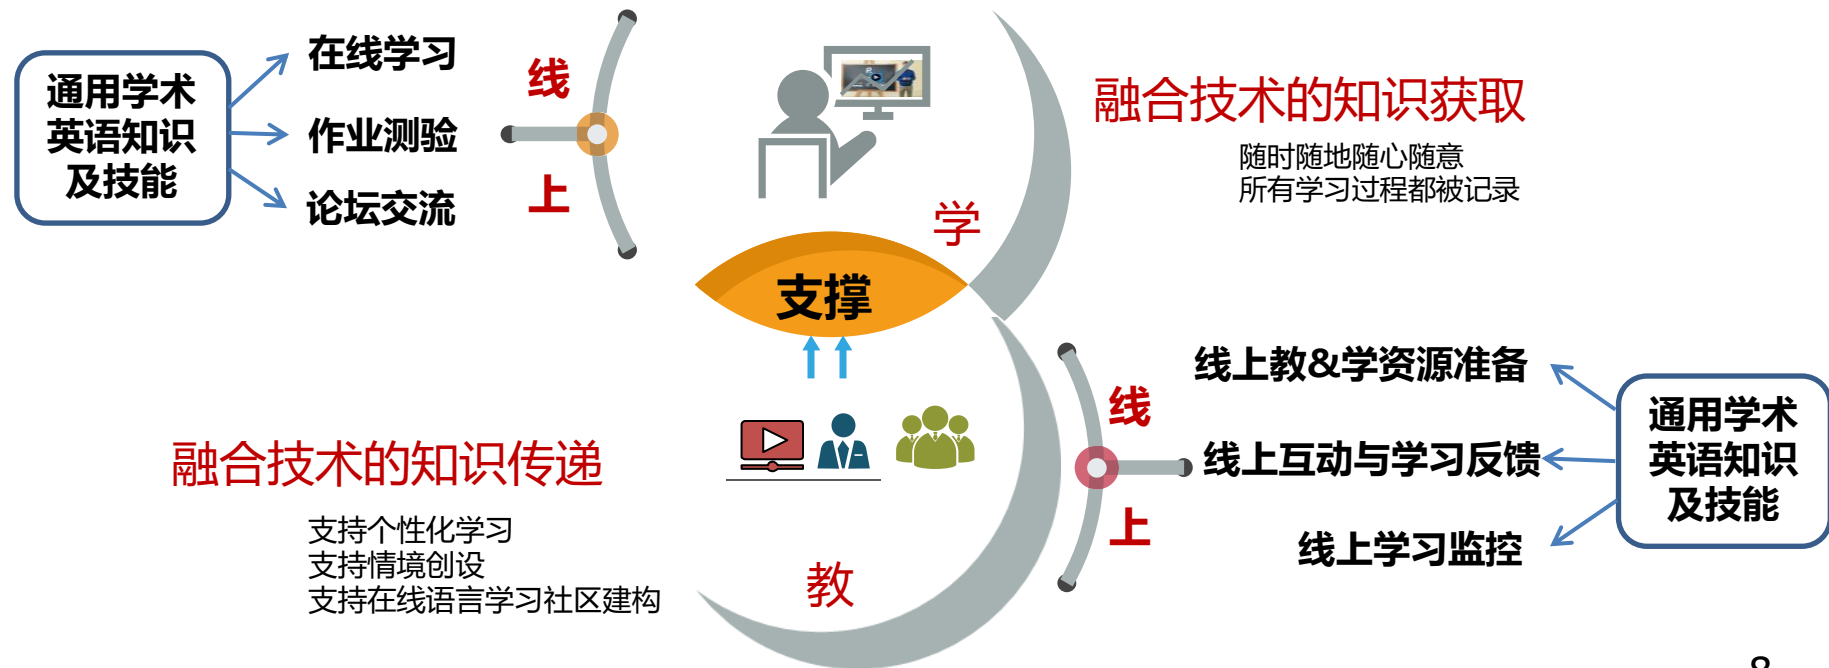 通用学术
英语知识
及技能
在线学习
作业测验
论坛交流
线
上
学
融合技术的知识获取
随时随地随心随意
所有学习过程都被记录
支撑
融合技术的知识传递
支持个性化学习
支持情境创设
支持在线语言学习社区建构
教
线
上
线上教&学资源准备
线上互动与学习反馈
线上学习监控
通用学术
英语知识
及技能